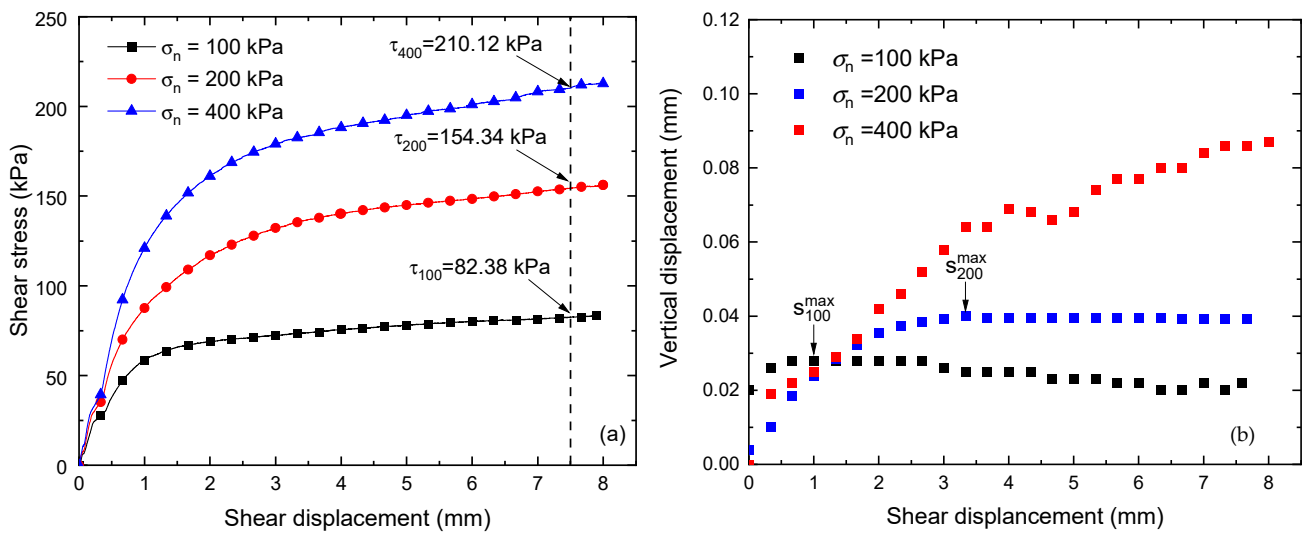 250
200
150
100
50
0
0
1
2
3
4
5
6
7
8
Shear stress (kPa)
Shear displacement (mm)
σn = 100 kPa
σn = 200 kPa
σn = 400 kPa
τ400=210.12 kPa
τ200=154.34 kPa
τ100=82.38 kPa
(a)
0.12
0.10
0.08
0.06
0.04
0.02
0.00
0
1
2
3
4
5
6
7
8
Vertical displacement (mm)
Shear displancement (mm)
σn =100 kPa
σn =200 kPa
σn =400 kPa
s200max
s100max
(b)